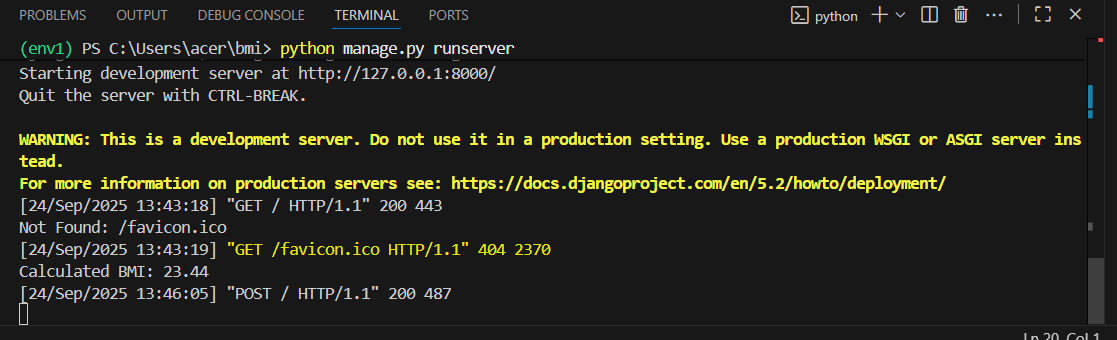 PROBLEMS OUTPUT DEBUG CONSOLE TERMINAL PORTS python
(env1) PS C:\Users\acer\bmi> python manage.py runserver
Starting development server at http://127.0.0.1:8000/
Quit the server with CTRL-BREAK.
WARNING: This is a development server. Do not use it in a production setting. Use a production WSGI or ASGI server ins
tead.
For more information on production servers see: https://docs.djangoproject.com/en/5.2/howto/deployment/
[24/Sep/2025 13:43:18] "GET / HTTP/1.1" 200 443
Not Found: /favicon.ico
[24/Sep/2025 13:43:19] "GET /favicon.ico HTTP/1.1" 404 2370
Calculated BMI: 23.44
[24/Sep/2025 13:46:05] "POST / HTTP/1.1" 200 487
Ln 20, Col 1